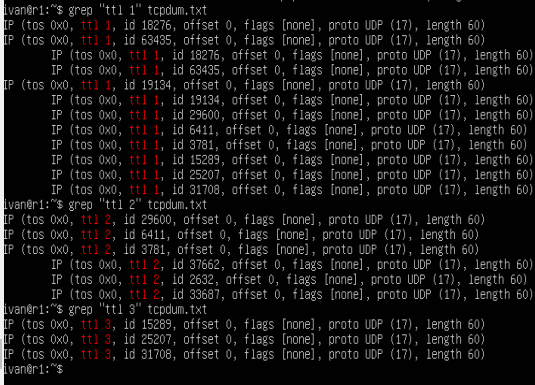 ivan@r1:~$ grep "ttl 1" tcpdum.txt
IP (tos 0x0, ttl 1, id 18276, offset 0, flags [none], proto UDP (17), length 60)
IP (tos 0x0, ttl 1, id 63435, offset 0, flags [none], proto UDP (17), length 60)
IP (tos 0x0, ttl 1, id 18276, offset 0, flags [none], proto UDP (17), length 60)
IP (tos 0x0, ttl 1, id 63435, offset 0, flags [none], proto UDP (17), length 60)
IP (tos 0x0, ttl 1, id 19134, offset 0, flags [none], proto UDP (17), length 60)
IP (tos 0x0, ttl 1, id 19134, offset 0, flags [none], proto UDP (17), length 60)
IP (tos 0x0, ttl 1, id 29600, offset 0, flags [none], proto UDP (17), length 60)
IP (tos 0x0, ttl 1, id 6411, offset 0, flags [none], proto UDP (17), length 60)
IP (tos 0x0, ttl 1, id 3781, offset 0, flags [none], proto UDP (17), length 60)
IP (tos 0x0, ttl 1, id 15289, offset 0, flags [none], proto UDP (17), length 60)
IP (tos 0x0, ttl 1, id 25207, offset 0, flags [none], proto UDP (17), length 60)
IP (tos 0x0, ttl 1, id 31708, offset 0, flags [none], proto UDP (17), length 60)
ivan@r1:~$ grep "ttl 2" tcpdum.txt
IP (tos 0x0, ttl 2, id 29600, offset 0, flags [none], proto UDP (17), length 60)
IP (tos 0x0, ttl 2, id 6411, offset 0, flags [none], proto UDP (17), length 60)
IP (tos 0x0, ttl 2, id 3781, offset 0, flags [none], proto UDP (17), length 60)
IP (tos 0x0, ttl 2, id 37662, offset 0, flags [none], proto UDP (17), length 60)
IP (tos 0x0, ttl 2, id 2632, offset 0, flags [none], proto UDP (17), length 60)
IP (tos 0x0, ttl 2, id 33687, offset 0, flags [none], proto UDP (17), length 60)
ivan@r1:~$ grep "ttl 3" tcpdum.txt
IP (tos 0x0, ttl 3, id 15289, offset 0, flags [none], proto UDP (17), length 60)
IP (tos 0x0, ttl 3, id 25207, offset 0, flags [none], proto UDP (17), length 60)
IP (tos 0x0, ttl 3, id 31708, offset 0, flags [none], proto UDP (17), length 60)
ivan@r1:~$